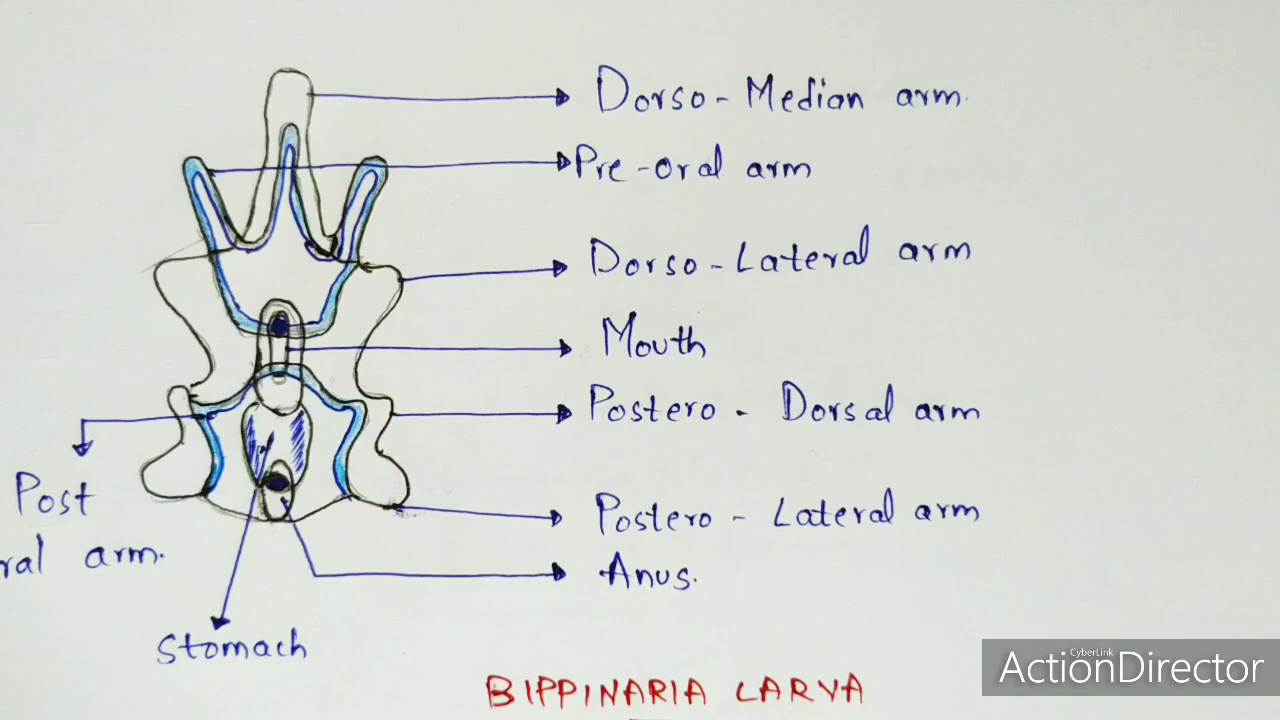 Dorso - Median arm.
Pre - oral arm
Dorso - Lateral arm
Mouth
Postero - Dorsal arm
Post
arm.
Postero - Lateral arm
Anus.
Stomach
BIPPINARIA LARVA
CyberLink
ActionDirector